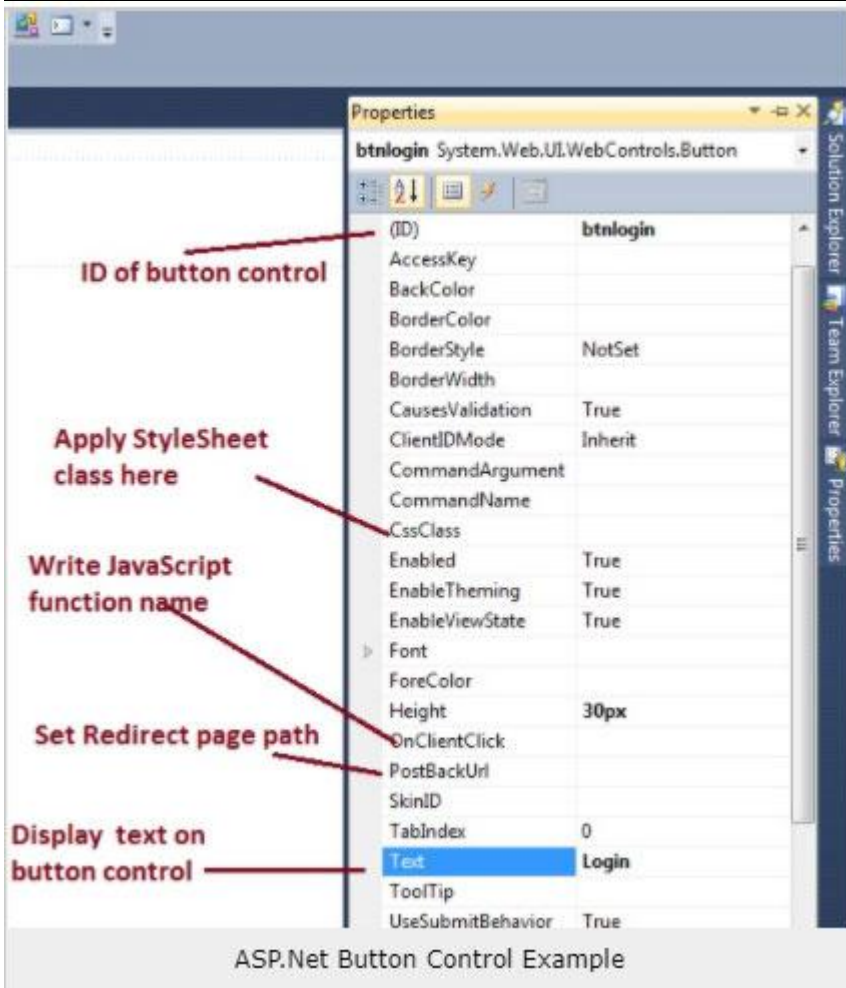 Properties
btnlogin System.Web.UI.WebControls.Button
(ID) btnlogin
AccessKey
BackColor
BorderColor
BorderStyle NotSet
BorderWidth
CausesValidation True
ClientIDMode Inherit
CommandArgument
CommandName
CssClass
Enabled True
EnableTheming True
EnableViewState True
Font
ForeColor
Height 30px
OnClientClick
PostBackUrl
SkinID
TabIndex 0
Text Login
ToolTip
UseSubmitBehavior True
ID of button control
Apply StyleSheet
class here
Write JavaScript
function name
Set Redirect page path
Display text on
button control
Solution Explorer
Team Explorer
Properties
ASP.Net Button Control Example